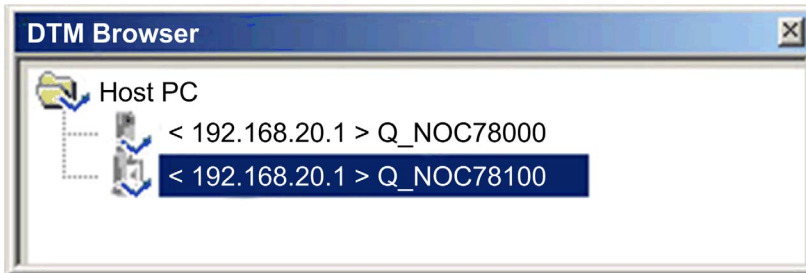 DTM Browser
Host PC
< 192.168.20.1 > Q_NOC78000
< 192.168.20.1 > Q_NOC78100